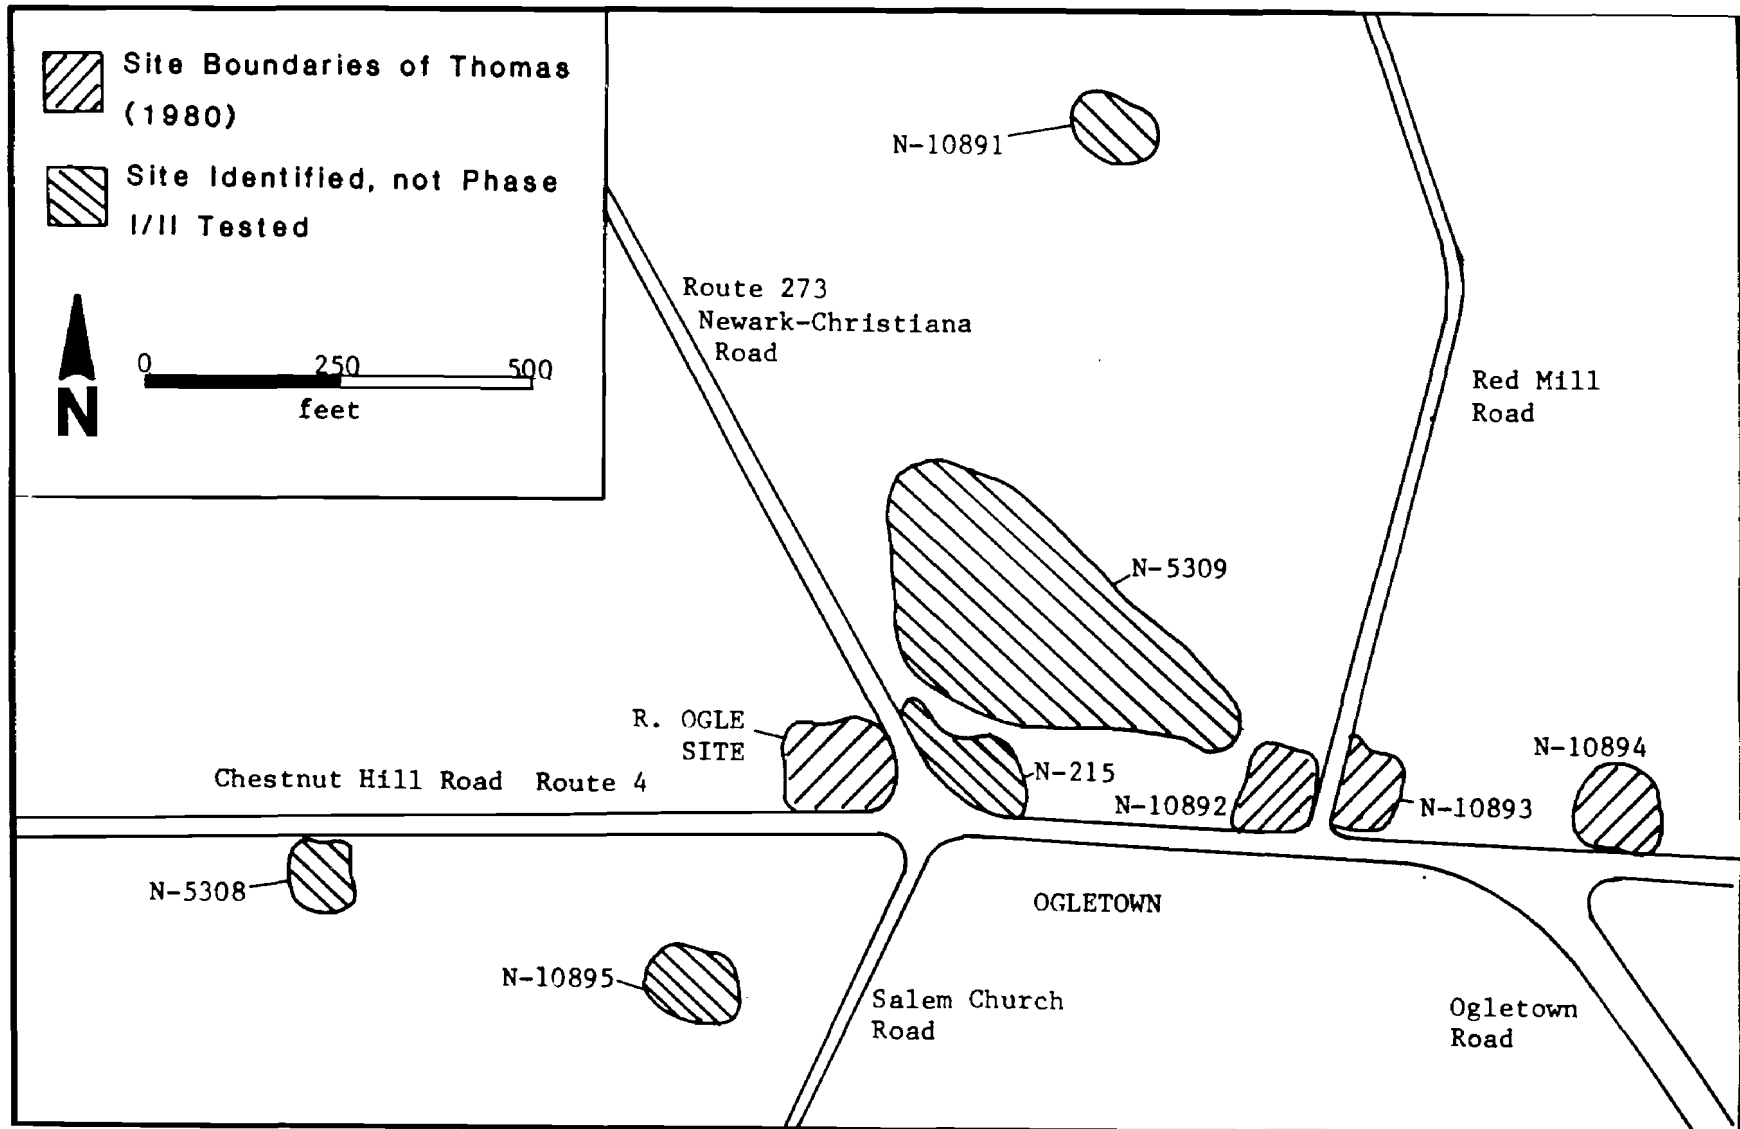 Site Boundaries of Thomas
(1980)
Site Identified, not Phase
I/II Tested
0 250 500
feet
N
N-10891
Route 273
Newark-Christiana
Road
Red Mill
Road
N-5309
R. OGLE
SITE
N-10894
Chestnut Hill Road Route 4
N-215
N-10892
N-10893
N-5308
OGLETOWN
N-10895
Salem Church
Road
Ogletown
Road